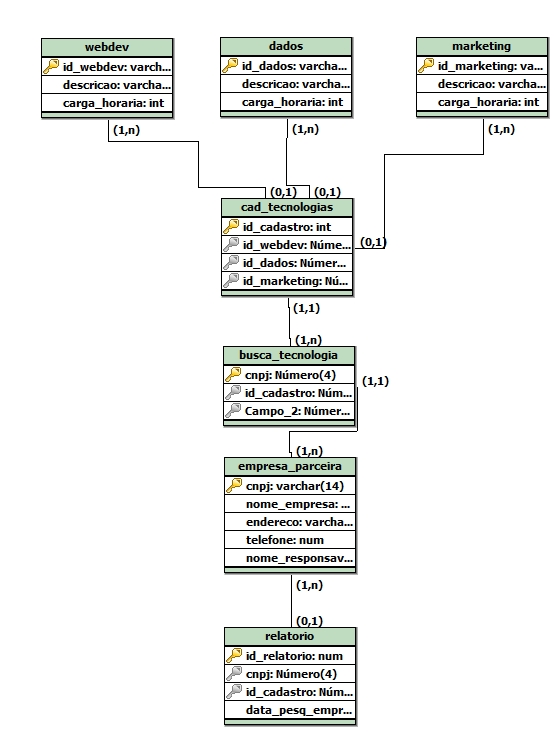 webdev
id_webdev: varch...
descricao: varcha...
carga_horaria: int
(1,n)
dados
id_dados: varcha...
descricao: varcha...
carga_horaria: int
(1,n)
marketing
id_marketing: va...
descricao: varcha...
carga_horaria: int
(1,n)
(0,1)
(0,1)
cad_tecnologias
id_cadastro: int
id_webdev: Núme...
id_dados: Númer...
id_marketing: Nú...
(0,1)
(1,1)
(1,n)
busca_tecnologia
cnpj: Número(4)
id_cadastro: Núm...
Campo_2: Númer...
(1,1)
(1,n)
empresa_parceira
cnpj: varchar(14)
nome_empresa: ...
endereco: varcha...
telefone: num
nome_responsav...
(1,n)
(0,1)
relatorio
id_relatorio: num
cnpj: Número(4)
id_cadastro: Núm...
data_pesq_empr...